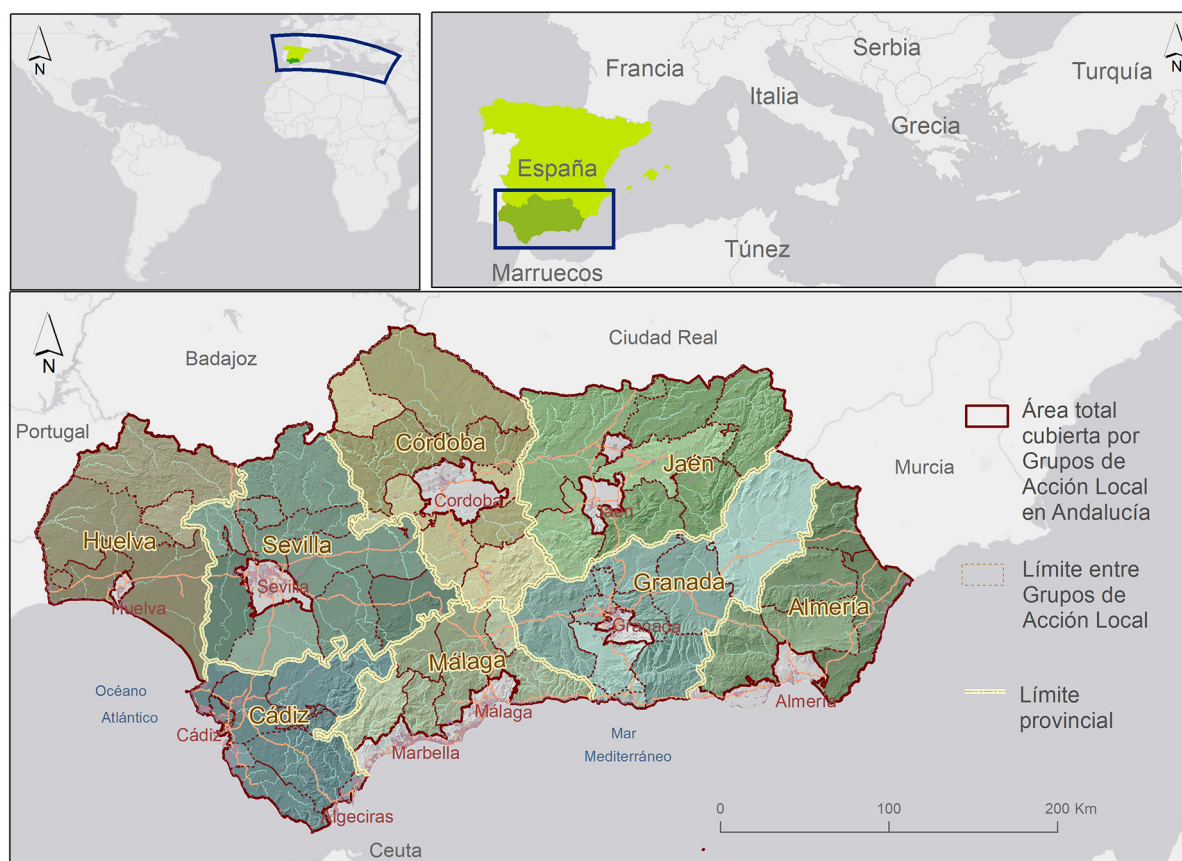 N
N
Francia
Serbia
Turquía
Italia
Grecia
España
Túnez
Marruecos
N
Badajoz
Ciudad Real
Portugal
Murcia
Córdoba
Cordoba
Jaén
Jaen
Huelva
Huelva
Sevilla
Sevilla
Granada
Granada
Almería
Almería
Málaga
Málaga
Cádiz
Cádiz
Marbella
Algeciras
Ceuta
Océano
Atlántico
Mar
Mediterráneo
Área total
cubierta por
Grupos de
Acción Local
en Andalucía
Límite entre
Grupos de
Acción Local
Límite
provincial
0 100 200 Km